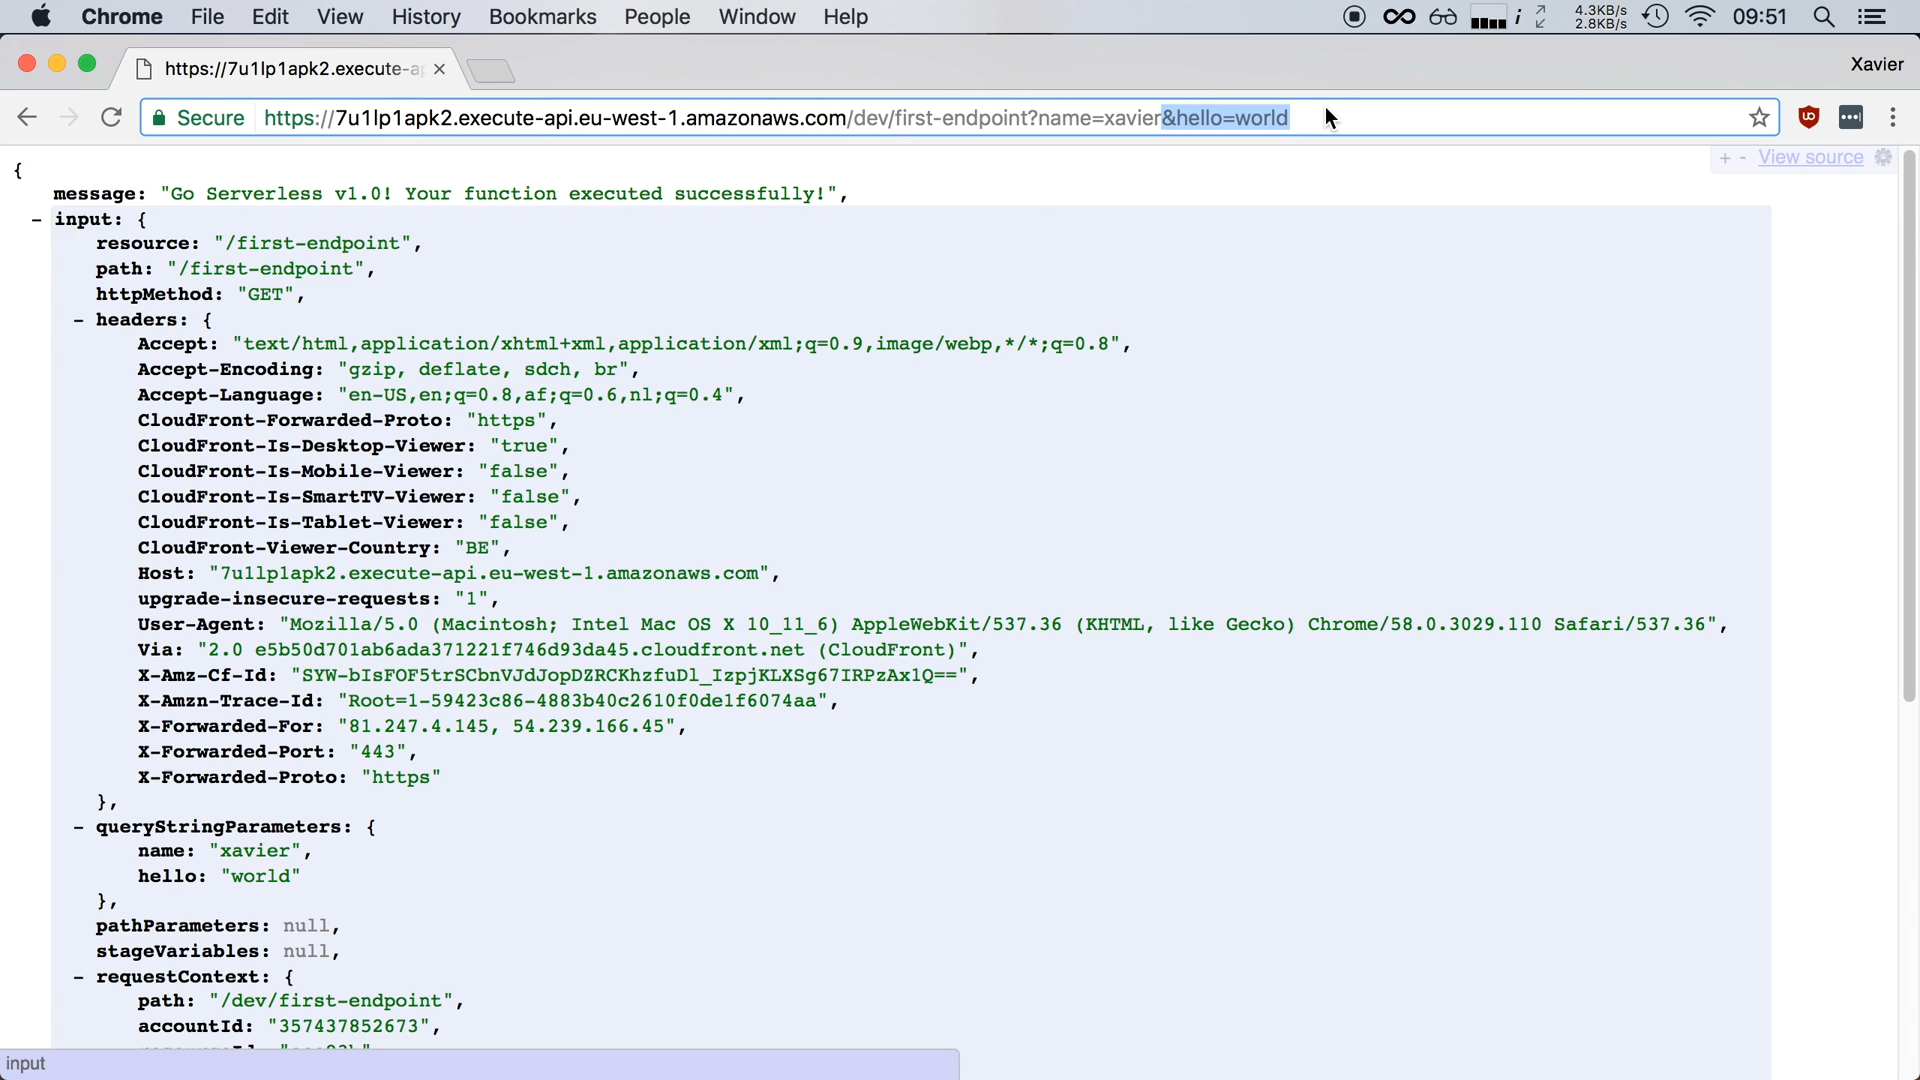 Chrome File Edit View History Bookmarks People Window Help 4.3KB/s 2.8KB/s 09:51
https://7u1lp1apk2.execute-ap Xavier
Secure https://7u1lp1apk2.execute-api.eu-west-1.amazonaws.com/dev/first-endpoint?name=xavier&hello=world
+ - View source
{
message: "Go Serverless v1.0! Your function executed successfully!",
- input: {
resource: "/first-endpoint",
path: "/first-endpoint",
httpMethod: "GET",
- headers: {
Accept: "text/html,application/xhtml+xml,application/xml;q=0.9,image/webp,*/*;q=0.8",
Accept-Encoding: "gzip, deflate, sdch, br",
Accept-Language: "en-US,en;q=0.8,af;q=0.6,nl;q=0.4",
CloudFront-Forwarded-Proto: "https",
CloudFront-Is-Desktop-Viewer: "true",
CloudFront-Is-Mobile-Viewer: "false",
CloudFront-Is-SmartTV-Viewer: "false",
CloudFront-Is-Tablet-Viewer: "false",
CloudFront-Viewer-Country: "BE",
Host: "7u1lp1apk2.execute-api.eu-west-1.amazonaws.com",
upgrade-insecure-requests: "1",
User-Agent: "Mozilla/5.0 (Macintosh; Intel Mac OS X 10_11_6) AppleWebKit/537.36 (KHTML, like Gecko) Chrome/58.0.3029.110 Safari/537.36",
Via: "2.0 e5b50d701ab6ada371221f746d93da45.cloudfront.net (CloudFront)",
X-Amz-Cf-Id: "SYW-bIsFOF5trSCbnVJdJopDZRCKhzfuDl_IzpjKLXSg67IRPzAx1Q==",
X-Amzn-Trace-Id: "Root=1-59423c86-4883b40c2610f0de1f6074aa",
X-Forwarded-For: "81.247.4.145, 54.239.166.45",
X-Forwarded-Port: "443",
X-Forwarded-Proto: "https"
},
- queryStringParameters: {
name: "xavier",
hello: "world"
},
pathParameters: null,
stageVariables: null,
- requestContext: {
path: "/dev/first-endpoint",
accountId: "357437852673",
input